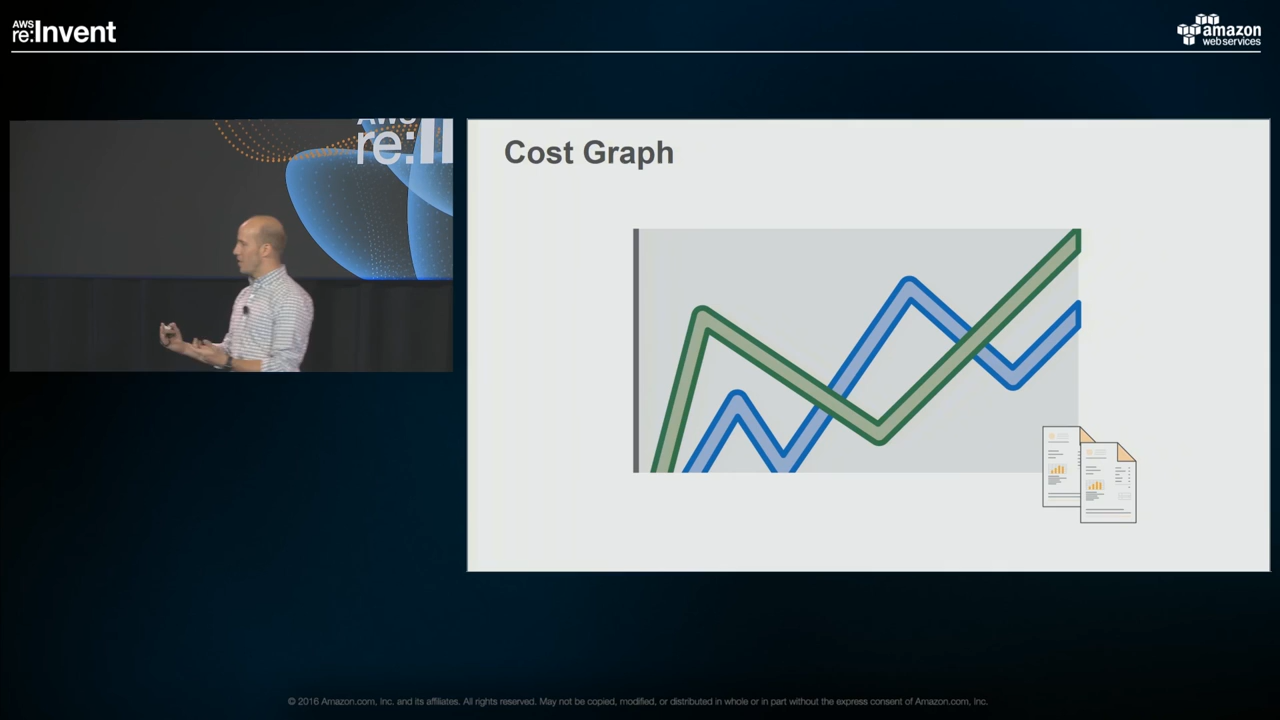 AWS
re:Invent
amazon
web services
AWS
re:I
Cost Graph
© 2016 Amazon.com, Inc. and its affiliates. All rights reserved. May not be copied, modified, or distributed in whole or in part without the express consent of Amazon.com, Inc.